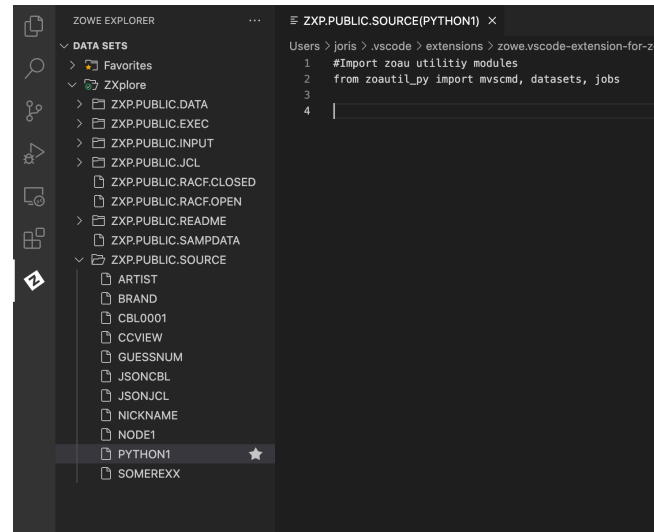 ZOWE EXPLORER
DATA SETS
Favorites
ZXplore
ZXP.PUBLIC.DATA
ZXP.PUBLIC.EXEC
ZXP.PUBLIC.INPUT
ZXP.PUBLIC.JCL
ZXP.PUBLIC.RACF.CLOSED
ZXP.PUBLIC.RACF.OPEN
ZXP.PUBLIC.README
ZXP.PUBLIC.SAMPDATA
ZXP.PUBLIC.SOURCE
ARTIST
BRAND
CBL0001
CCVIEW
GUESSNUM
JSONCBL
JSONJCL
NICKNAME
NODE1
PYTHON1
SOMEREXX
ZXP.PUBLIC.SOURCE(PYTHON1)
Users > joris > .vscode > extensions > zowe.vscode-extension-for-z
1 #Import zoau utilitiy modules
2 from zoautil_py import mvscmd, datasets, jobs
3
4